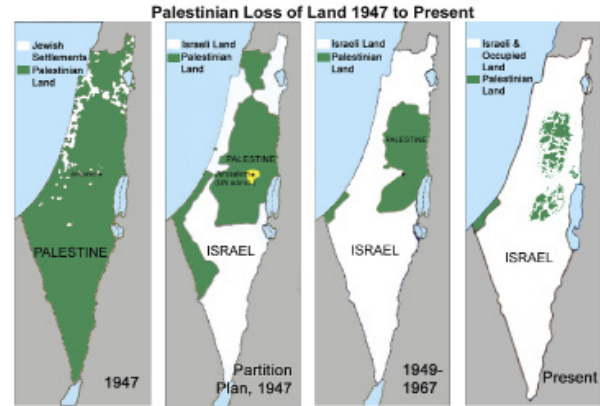 Palestinian Loss of Land 1947 to Present
Jewish
Settlements
Palestinian
Land
PALESTINE
1947
Israeli Land
Palestinian
Land
PALESTINE
Jerusalem
ISRAEL
Partition
Plan, 1947
Israeli Land
Palestinian
Land
PALESTINE
ISRAEL
1949-
1967
Israeli &
Occupied
Land
Palestinian
Land
ISRAEL
Present